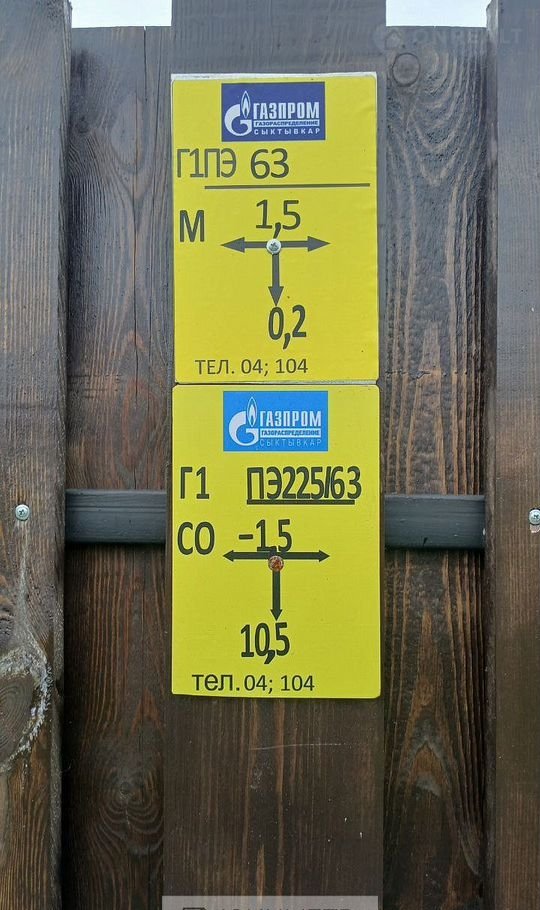 ONREALT
ГАЗПРОМ
ГАЗОРАСПРЕДЕЛЕНИЕ
СЫКТЫВКАР
Г1ПЭ 63
1,5
М
0,2
ТЕЛ. 04; 104
ГАЗПРОМ
ГАЗОРАСПРЕДЕЛЕНИЕ
СЫКТЫВКАР
Г1 ПЭ225/63
СО -1,5
10,5
тел. 04; 104